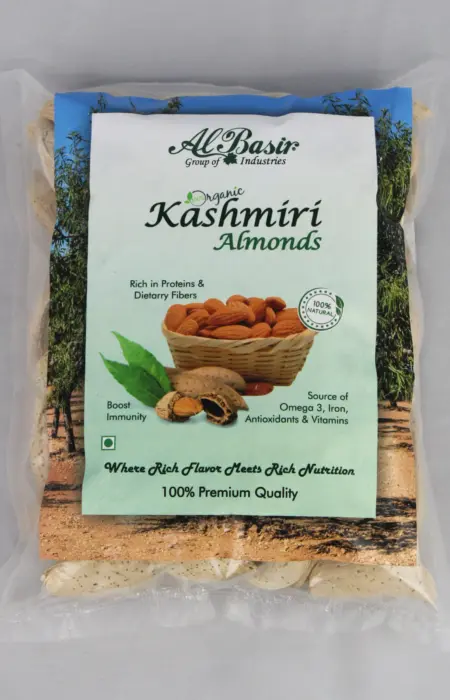 Al Basir
Group of Industries
Organic
Kashmiri
Almonds
Rich in Proteins &
Dietarry Fibers
100%
NATURAL
Boost
Immunity
Source of
Omega 3, Iron,
Antioxidants & Vitamins
Where Rich Flavor Meets Rich Nutrition
100% Premium Quality